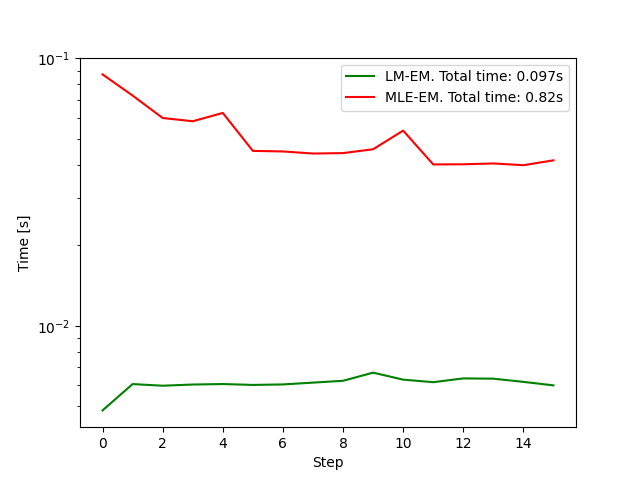 10⁻¹
LM-EM. Total time: 0.097s
MLE-EM. Total time: 0.82s
Time [s]
10⁻²
0 2 4 6 8 10 12 14
Step